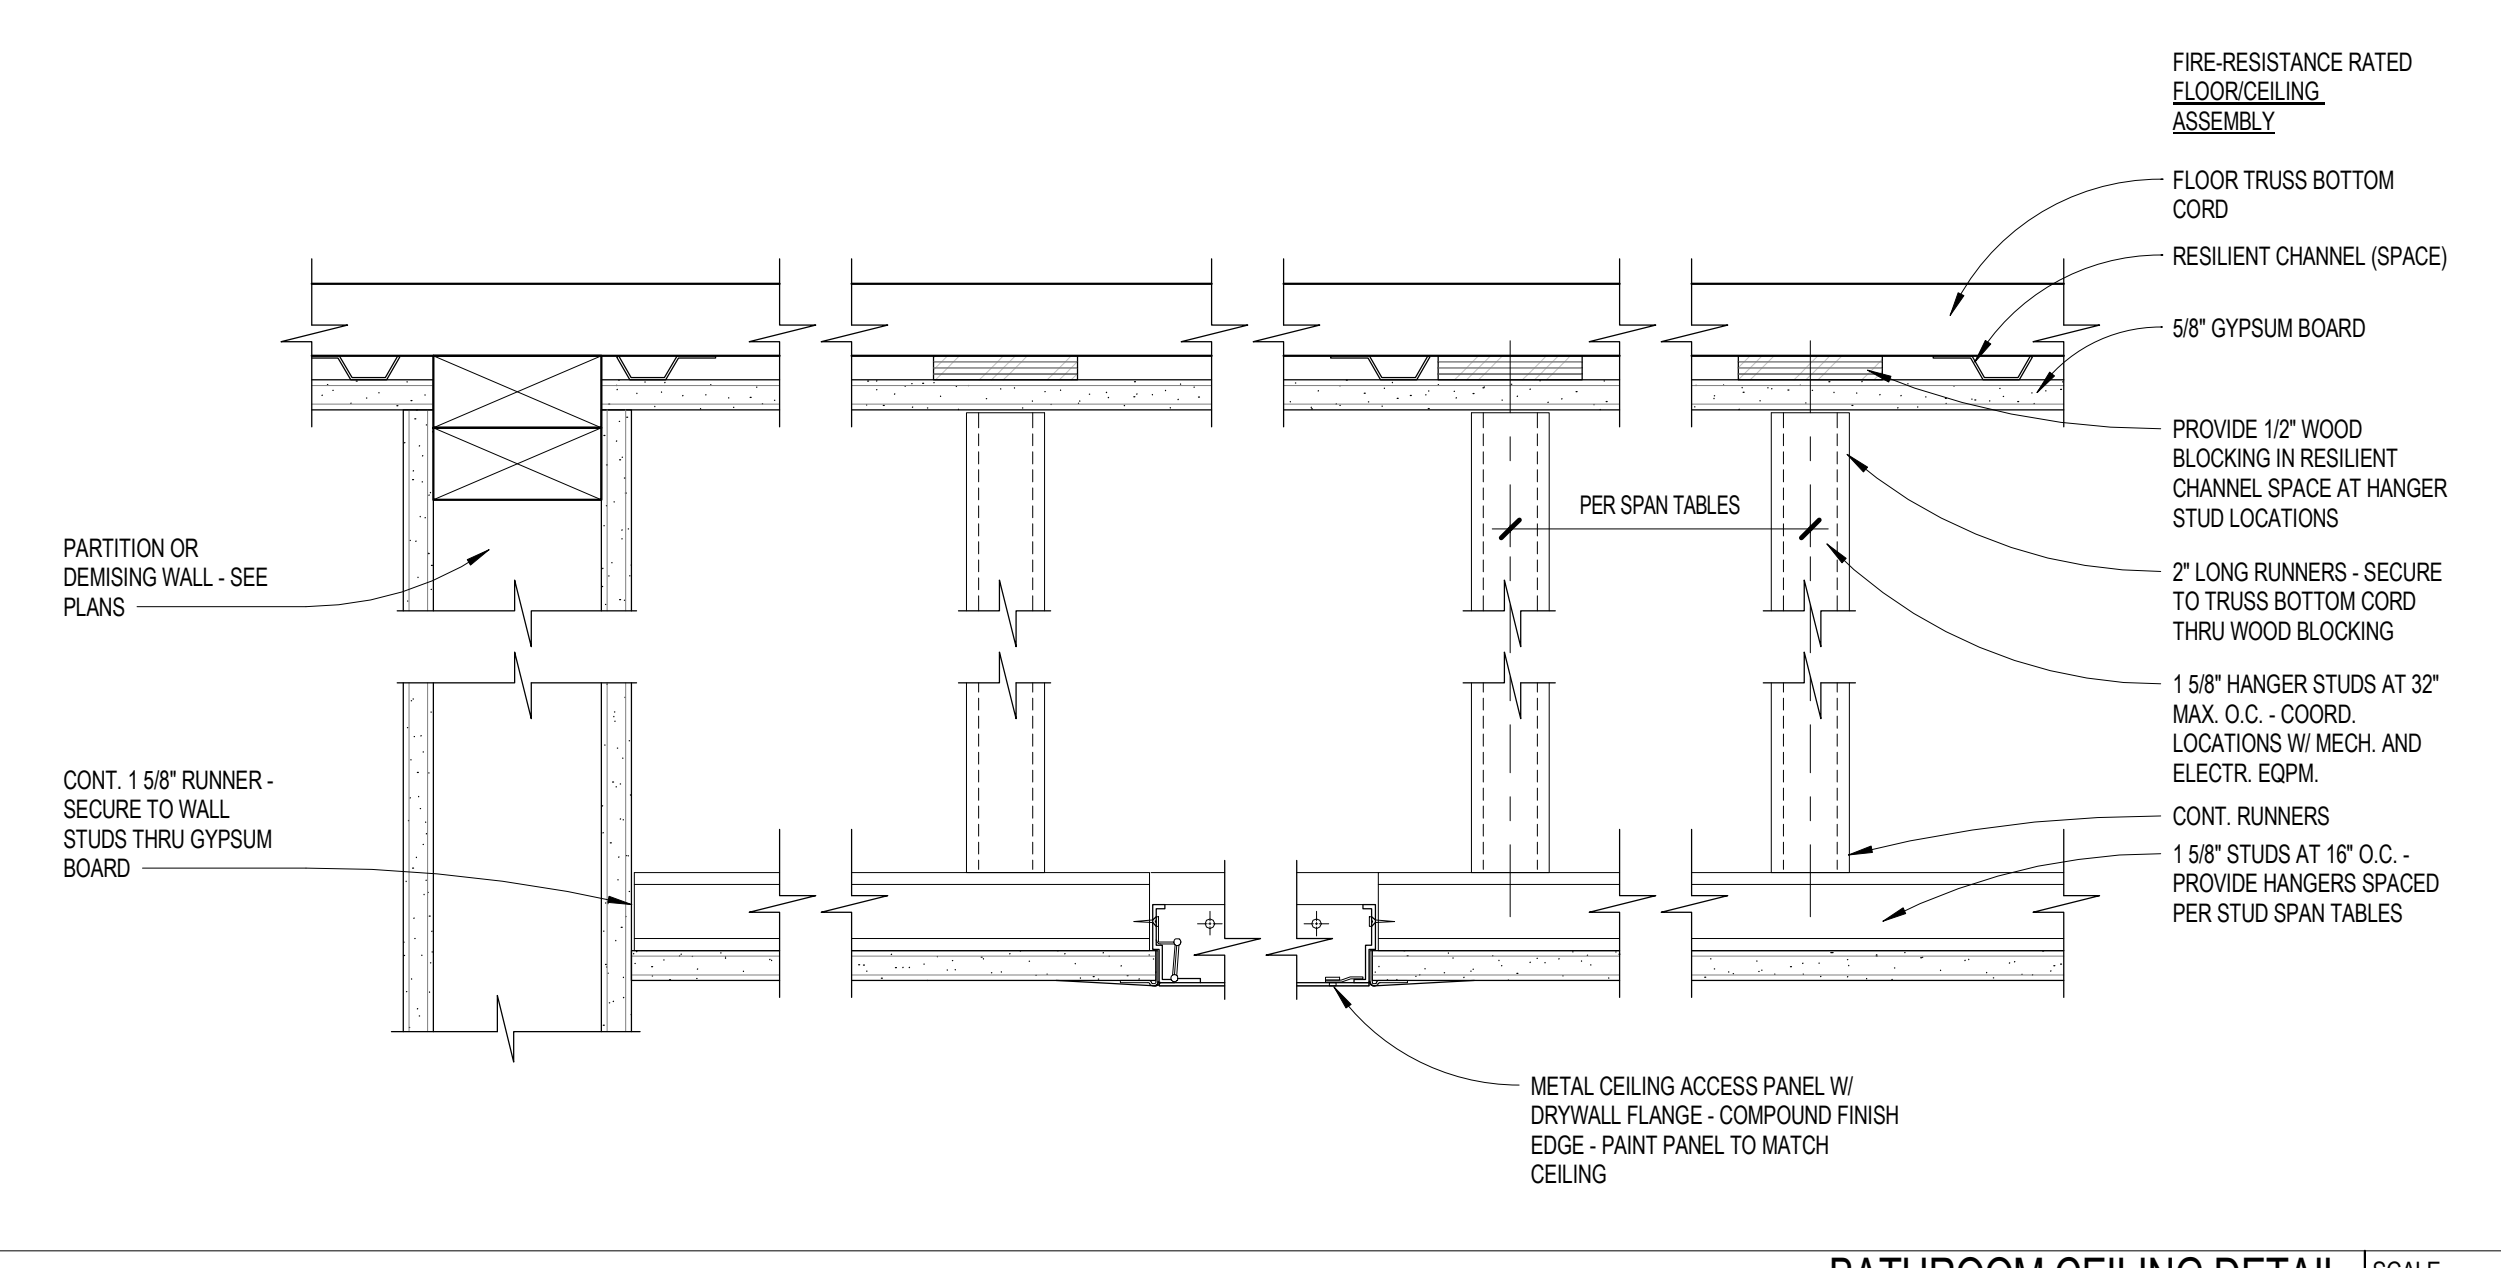 FIRE-RESISTANCE RATED
FLOOR/CEILING
ASSEMBLY
FLOOR TRUSS BOTTOM
CORD
RESILIENT CHANNEL (SPACE)
5/8" GYPSUM BOARD
PROVIDE 1/2" WOOD
BLOCKING IN RESILIENT
CHANNEL SPACE AT HANGER
STUD LOCATIONS
PER SPAN TABLES
PARTITION OR
DEMISING WALL - SEE
PLANS
2" LONG RUNNERS - SECURE
TO TRUSS BOTTOM CORD
THRU WOOD BLOCKING
1 5/8" HANGER STUDS AT 32"
MAX. O.C. - COORD.
LOCATIONS W/ MECH. AND
ELECTR. EQPM.
CONT. 1 5/8" RUNNER -
SECURE TO WALL
STUDS THRU GYPSUM
BOARD
CONT. RUNNERS
1 5/8" STUDS AT 16" O.C. -
PROVIDE HANGERS SPACED
PER STUD SPAN TABLES
METAL CEILING ACCESS PANEL W/
DRYWALL FLANGE - COMPOUND FINISH
EDGE - PAINT PANEL TO MATCH
CEILING
BATHROOM CEILING DETAIL
SCALE